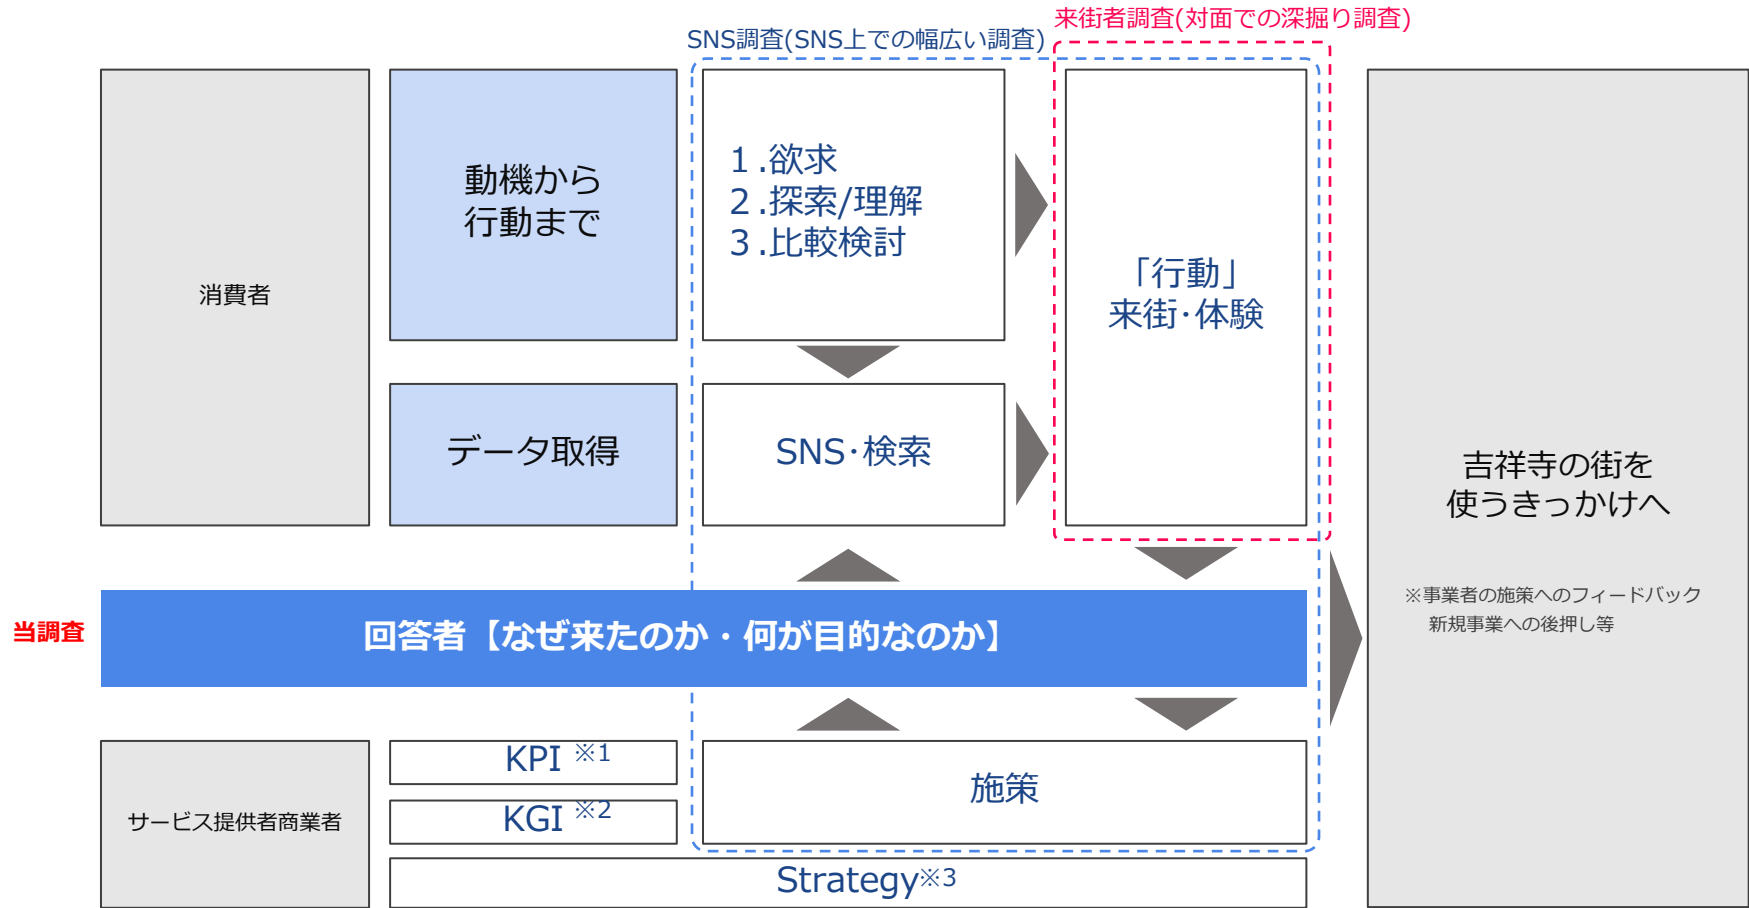 来街者調査(対面での深掘り調査)
SNS調査(SNS上での幅広い調査)
消費者
動機から
行動まで
１.欲求
２.探索/理解
３.比較検討
「行動」
来街･体験
データ取得
SNS･検索
吉祥寺の街を
使うきっかけへ
※事業者の施策へのフィードバック
新規事業への後押し等
当調査
回答者【なぜ来たのか・何が目的なのか】
サービス提供者商業者
KPI ※1
KGI ※2
施策
Strategy※3